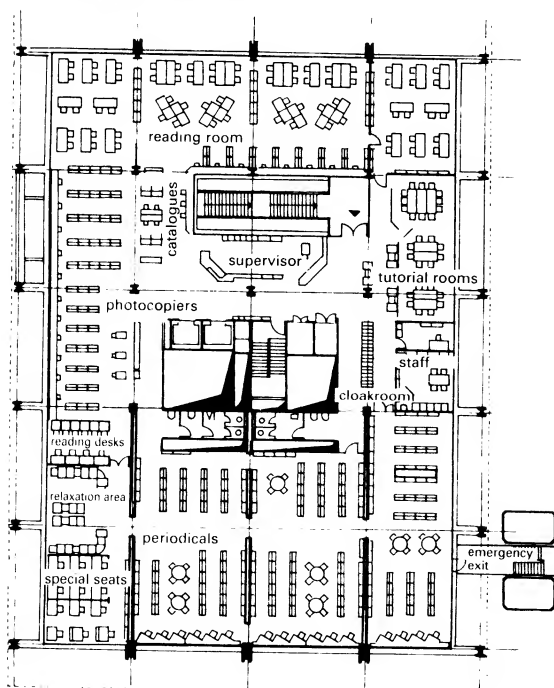 reading room
catalogues
supervisor
tutorial rooms
photocopiers
staff
cloakroom
reading desks
relaxation area
periodicals
emergency
exit
special seats